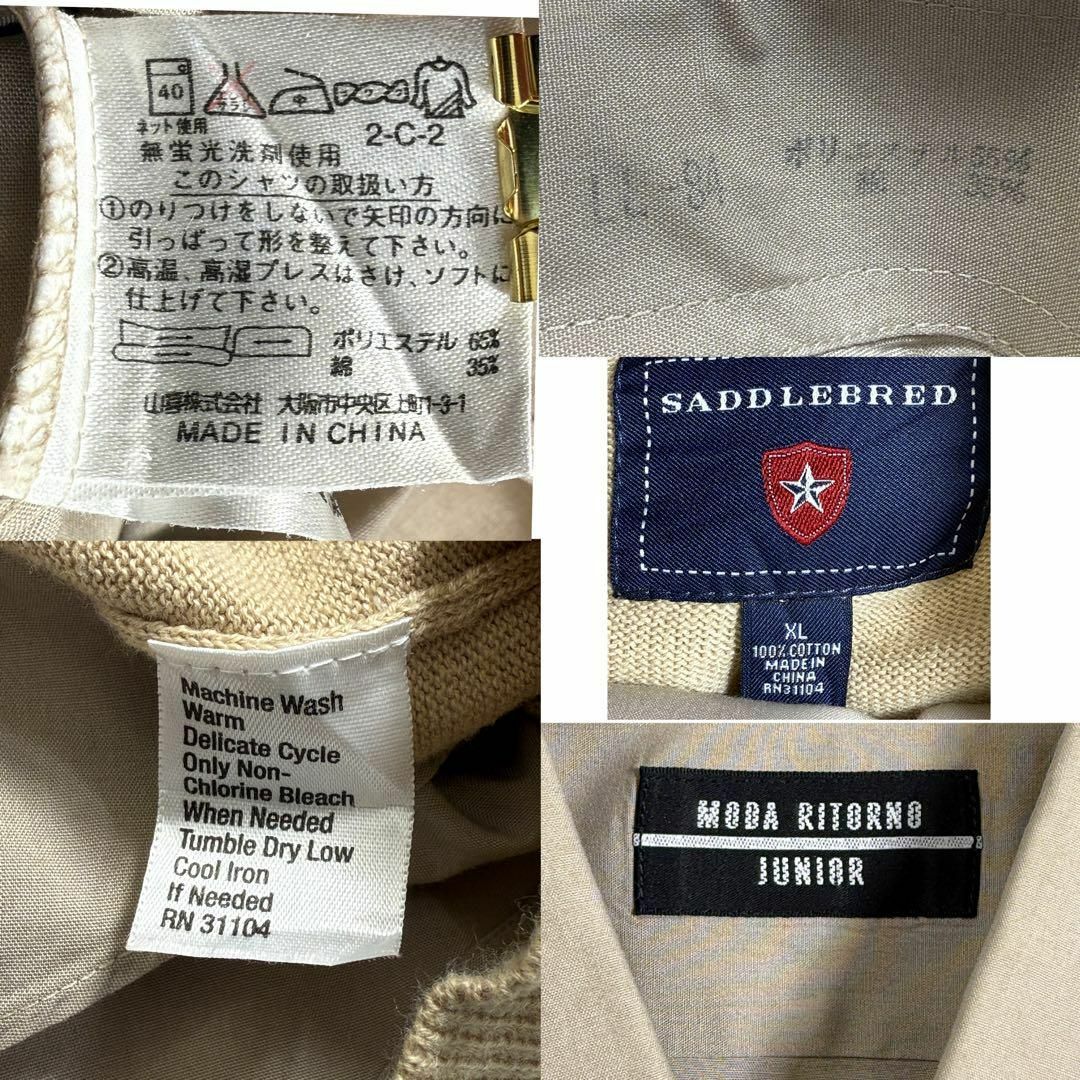 40
エンソ
サラシ
中
ネット使用
2-C-2
無蛍光洗剤使用
このシャツの取扱い方
①のりつけをしないで矢印の方向に
引っぱって形を整えて下さい。
②高温、高湿プレスはさけ、ソフトに
仕上げて下さい。
ポリエステル 65%
綿 35%
山喜株式会社 大阪市中央区上町1-3-1
MADE IN CHINA
SADDLEBRED
XL
100% COTTON
MADE IN
CHINA
RN31104
Machine Wash
Warm
Delicate Cycle
Only Non-
Chlorine Bleach
When Needed
Tumble Dry Low
Cool Iron
If Needed
RN 31104
MODA RITORNO
JUNIOR